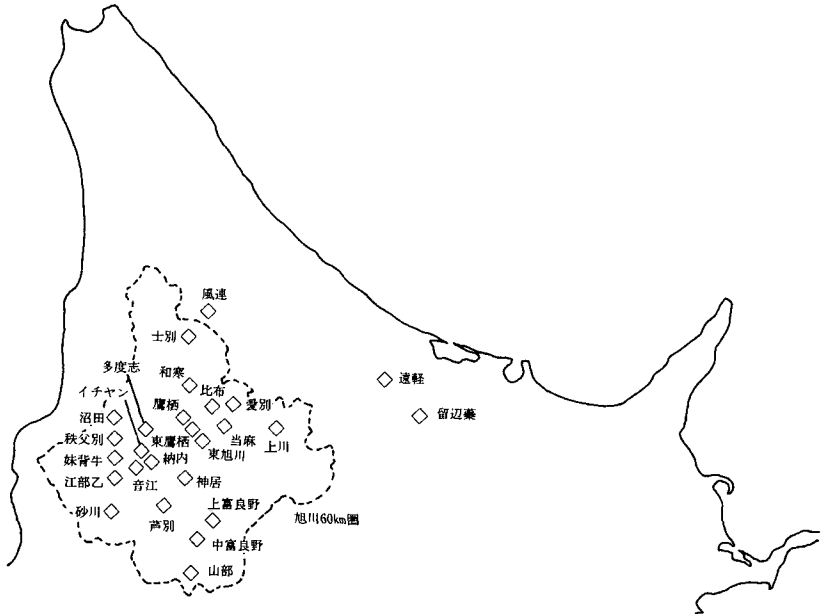 風連
士別
多度志
和寒
比布
遠軽
イチヤン
鷹栖
愛別
沼田
留辺蘂
秩父別
東鷹栖
当麻
上川
東旭川
妹背牛
納内
江部乙
音江
神居
砂川
芦別
上富良野
旭川60km圏
中富良野
山部